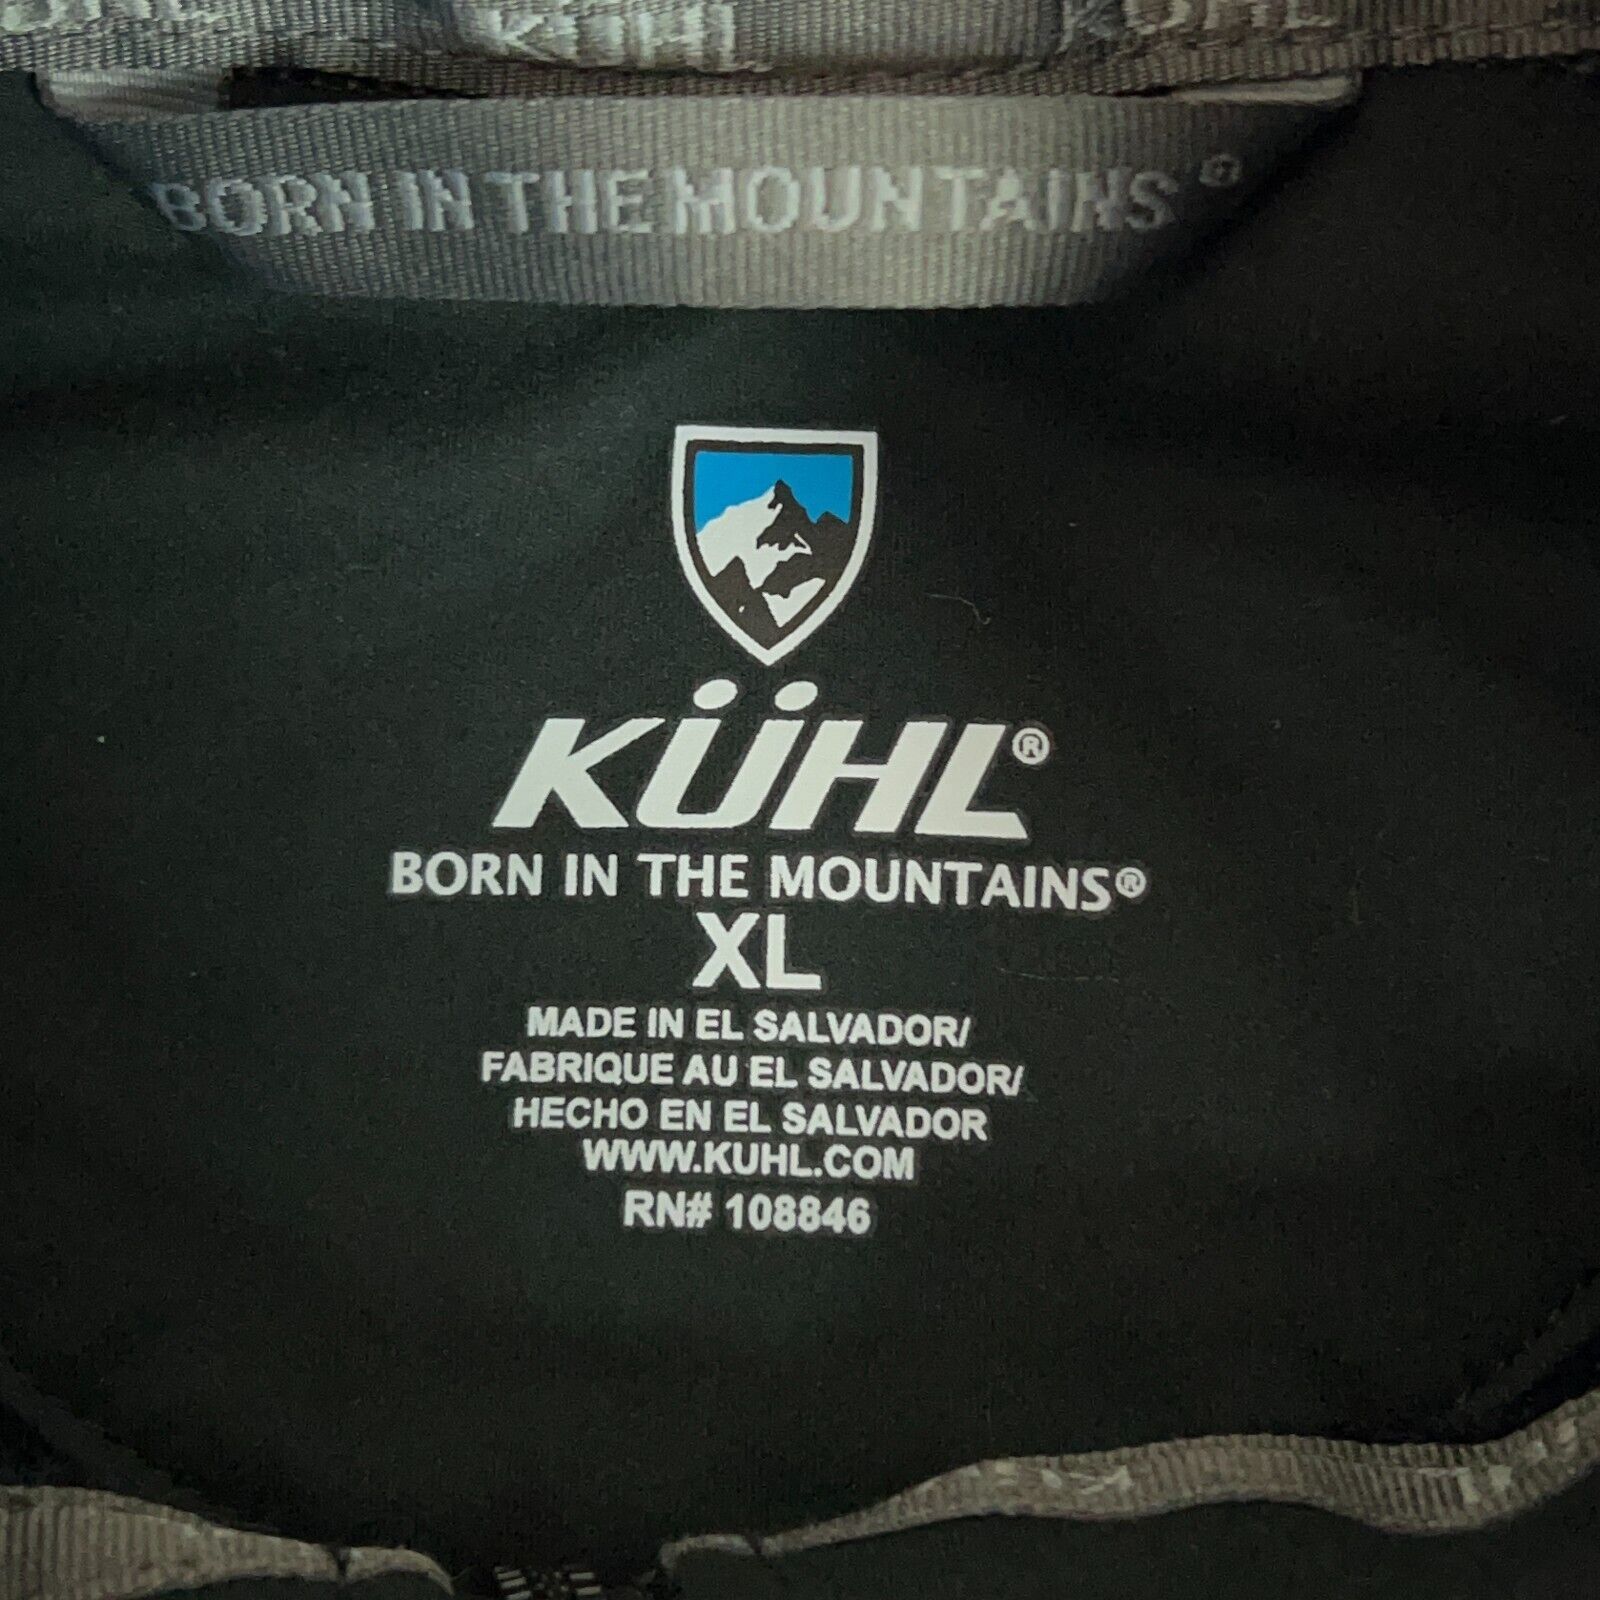 KÜHL
BORN IN THE MOUNTAINS®
KÜHL®
BORN IN THE MOUNTAINS®
XL
MADE IN EL SALVADOR/
FABRIQUE AU EL SALVADOR/
HECHO EN EL SALVADOR
WWW.KUHL.COM
RN# 108846